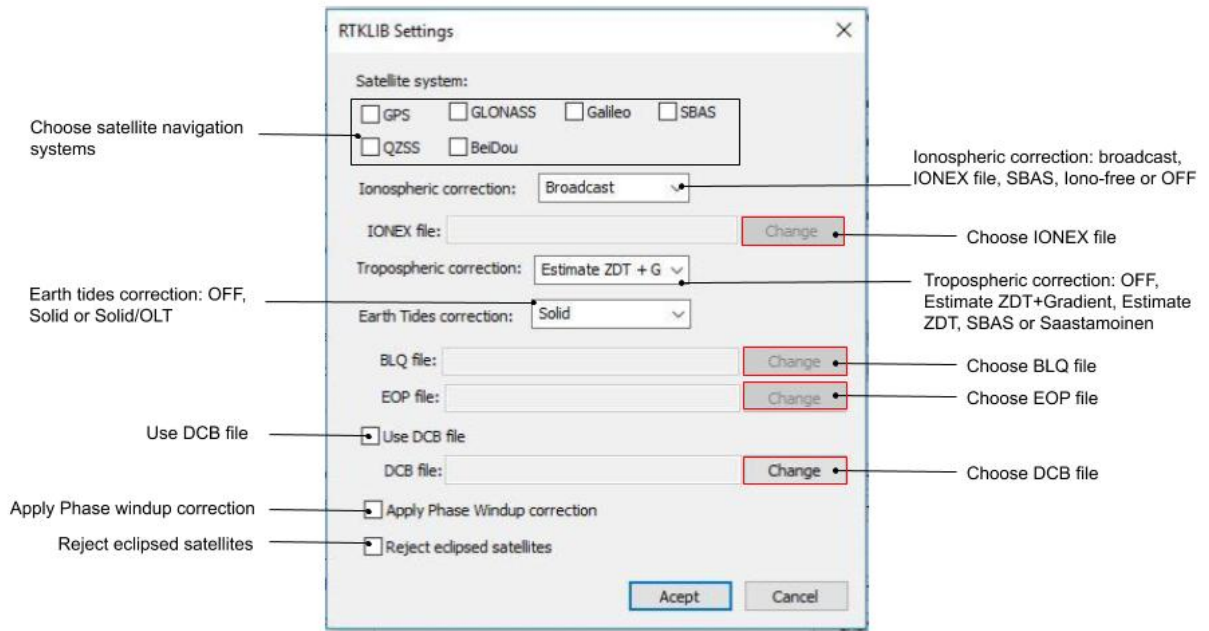 RTKLIB Settings
Satellite system:
GPS GLONASS Galileo SBAS
QZSS BeiDou
Choose satellite navigation
systems
Ionospheric correction: Broadcast
Ionospheric correction: broadcast,
IONEX file, SBAS, Iono-free or OFF
IONEX file: Change
Choose IONEX file
Tropospheric correction: Estimate ZDT + G
Tropospheric correction: OFF,
Estimate ZDT+Gradient, Estimate
ZDT, SBAS or Saastamoinen
Earth tides correction: OFF,
Solid or Solid/OLT
Earth Tides correction: Solid
BLQ file: Change
Choose BLQ file
EOP file: Change
Choose EOP file
Use DCB file
Use DCB file
DCB file: Change
Choose DCB file
Apply Phase windup correction
Apply Phase Windup correction
Reject eclipsed satellites
Reject eclipsed satellites
Acept Cancel